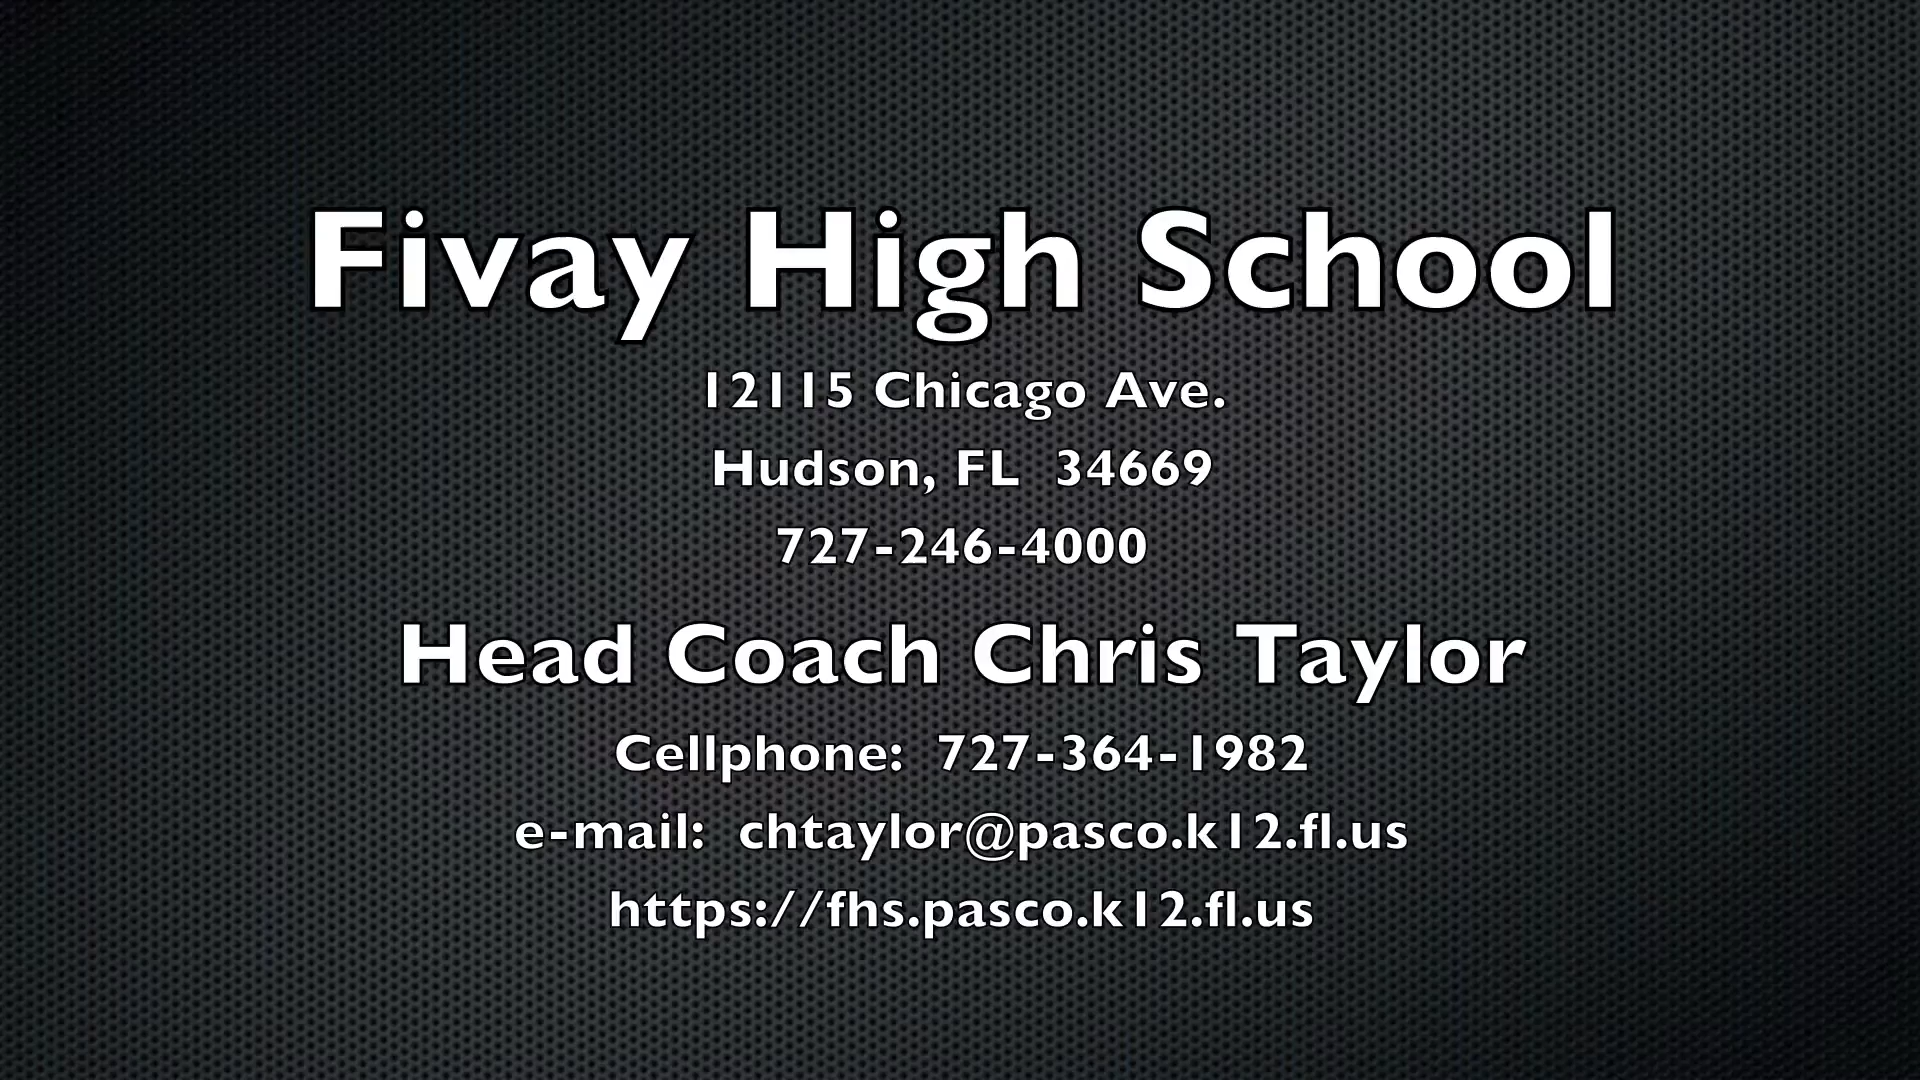 Fivay High School
12115 Chicago Ave.
Hudson, FL  34669
727-246-4000
Head Coach Chris Taylor
Cellphone:  727-364-1982
e-mail:  chtaylor@pasco.k12.fl.us
https://fhs.pasco.k12.fl.us